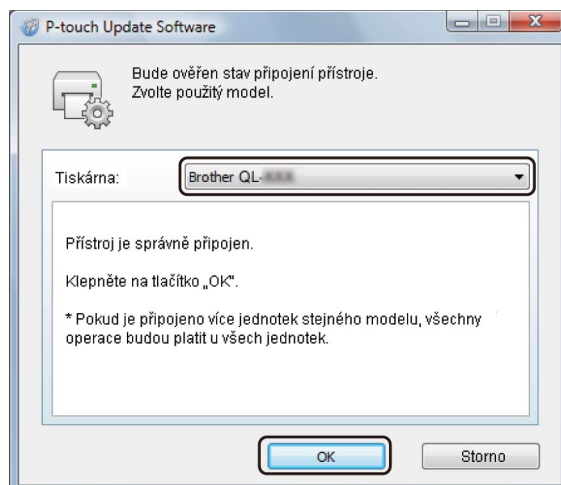 P-touch Update Software
Bude ověřen stav připojení přístroje.
Zvolte použitý model.
Tiskárna:
Brother QL-
Přístroj je správně připojen.
Klepněte na tlačítko „OK“.
* Pokud je připojeno více jednotek stejného modelu, všechny
operace budou platit u všech jednotek.
OK
Storno